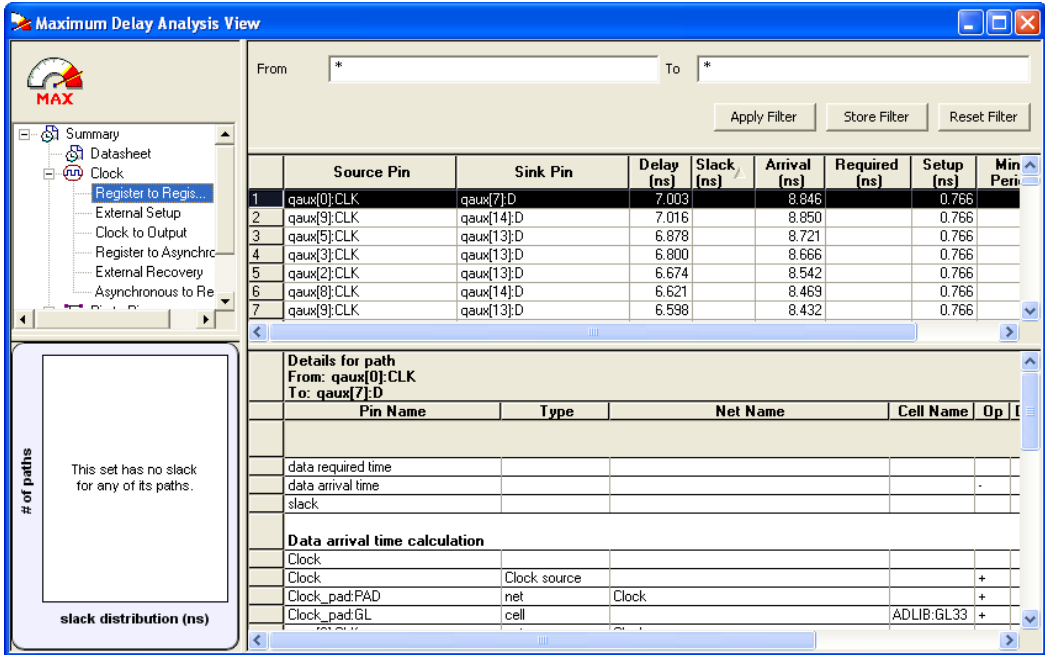 Maximum Delay Analysis View
MAX
Summary
Datasheet
Clock
Register to Regis...
External Setup
Clock to Output
Register to Asynchro
External Recovery
Asynchronous to Re
From * To *
Apply Filter Store Filter Reset Filter
Source Pin Sink Pin Delay (ns) Slack (ns) Arrival (ns) Required (ns) Setup (ns) Min Peri
1 qaux[0]:CLK qaux[7]:D 7.003 8.846 0.766
2 qaux[9]:CLK qaux[14]:D 7.016 8.850 0.766
3 qaux[5]:CLK qaux[13]:D 6.878 8.721 0.766
4 qaux[3]:CLK qaux[13]:D 6.800 8.666 0.766
5 qaux[2]:CLK qaux[13]:D 6.674 8.542 0.766
6 qaux[8]:CLK qaux[14]:D 6.621 8.469 0.766
7 qaux[9]:CLK qaux[13]:D 6.598 8.432 0.766
# of paths
This set has no slack
for any of its paths.
slack distribution (ns)
Details for path
From: qaux[0]:CLK
To: qaux[7]:D
Pin Name Type Net Name Cell Name Op
data required time
data arrival time -
slack
Data arrival time calculation
Clock
Clock Clock source +
Clock_pad:PAD net Clock +
Clock_pad:GL cell ADLIB:GL33 +